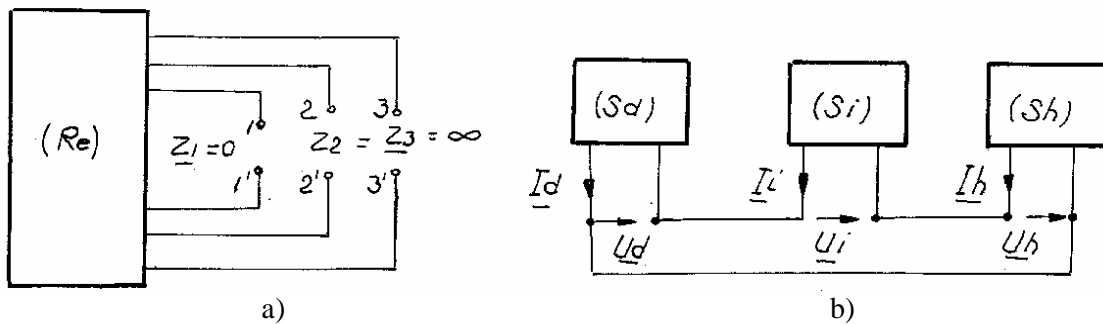 (Re)
1
2
3
Z1 = 0
Z2 = Z3 = ∞
1'
2'
3'
a)
(Sd)
(Si)
(Sh)
Id
Ii
Ih
Ud
Ui
Uh
b)